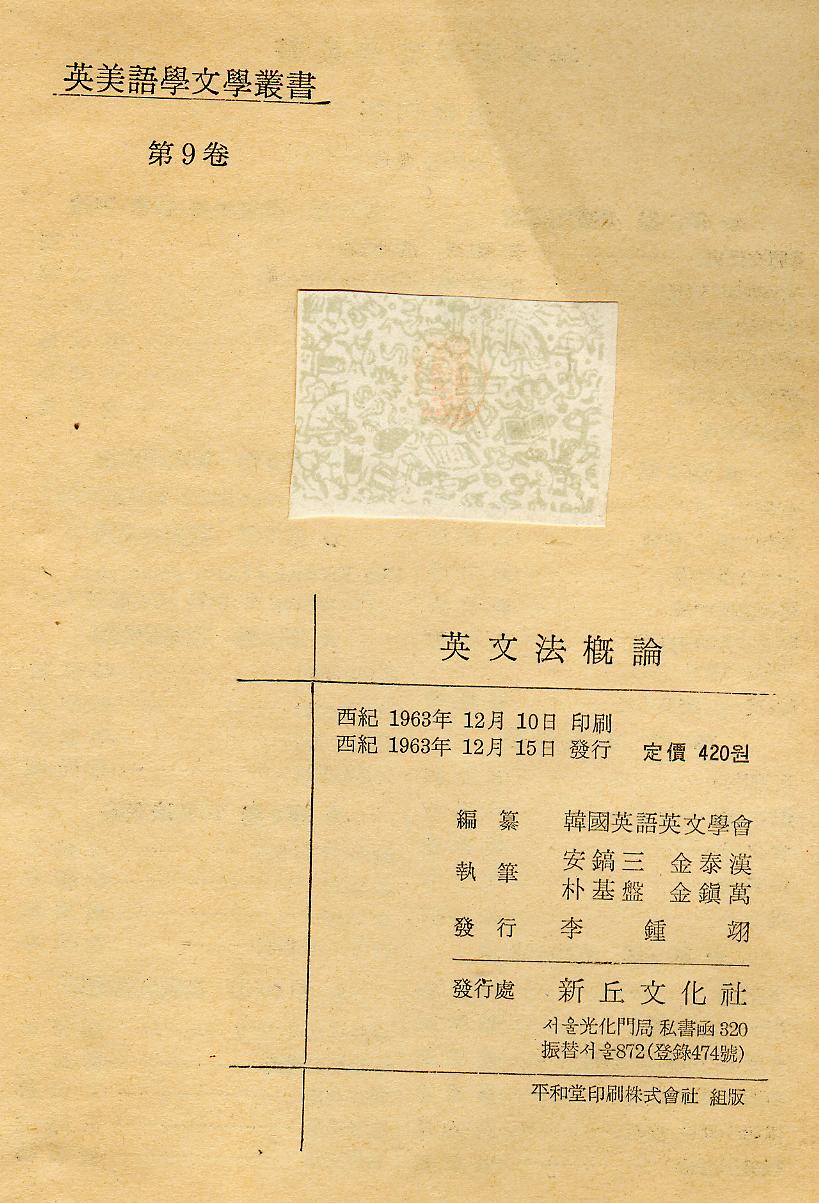 英美語學文學叢書
第9卷
英文法槪論
西紀 1963年 12月 10日 印刷
西紀 1963年 12月 15日 發行 定價 420원
編纂 韓國英語英文學會
執筆 安鎬三 金泰漢
朴基盤 金鎭萬
發行 李鍾翊
發行處 新丘文化社
서울光化門局 私書函 320
振替서울872(登錄474號)
平和堂印刷株式會社 組版